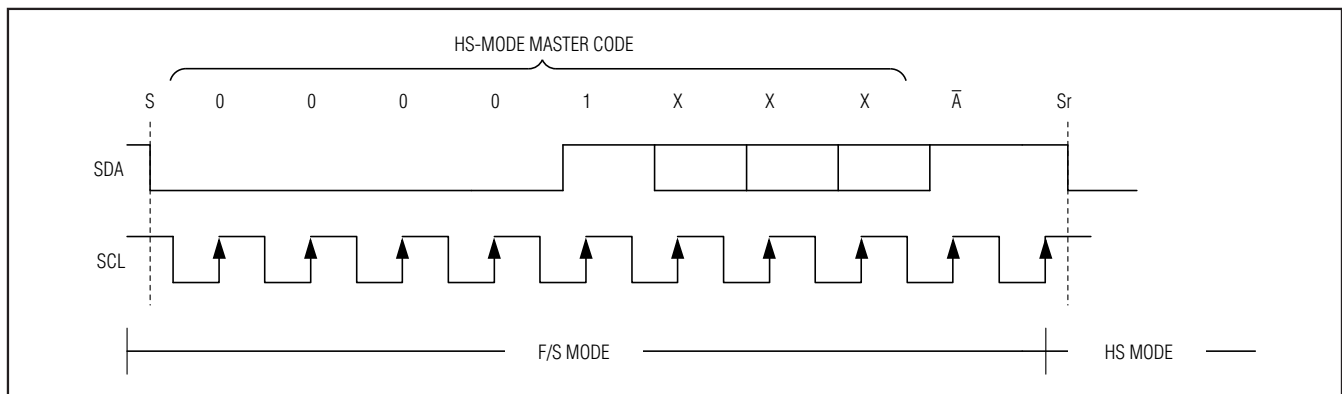 HS-MODE MASTER CODE
S 0 0 0 0 1 X X X A̅ Sr
SDA
SCL
F/S MODE HS MODE